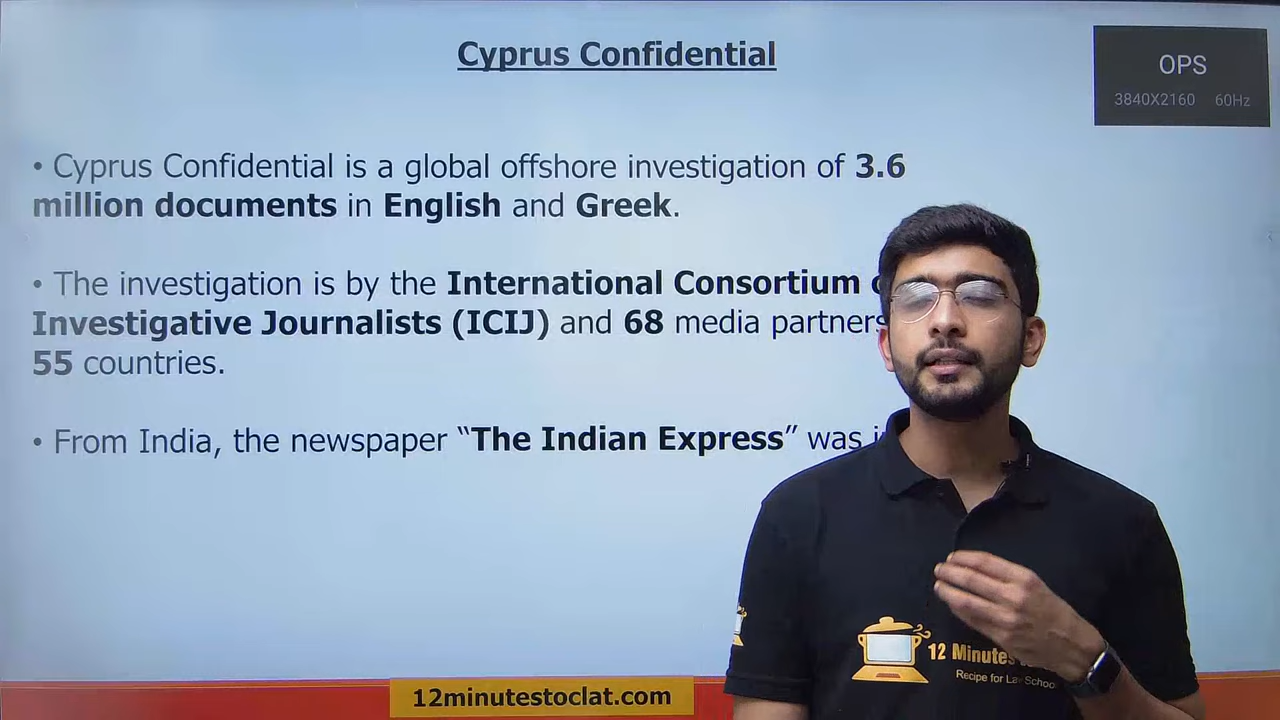 Cyprus Confidential
OPS
3840X2160 60Hz
• Cyprus Confidential is a global offshore investigation of 3.6
million documents in English and Greek.
• The investigation is by the International Consortium
Investigative Journalists (ICIJ) and 68 media partners
55 countries.
• From India, the newspaper “The Indian Express” was
12 Minutes
Recipe for Law School
12minutestoclat.com